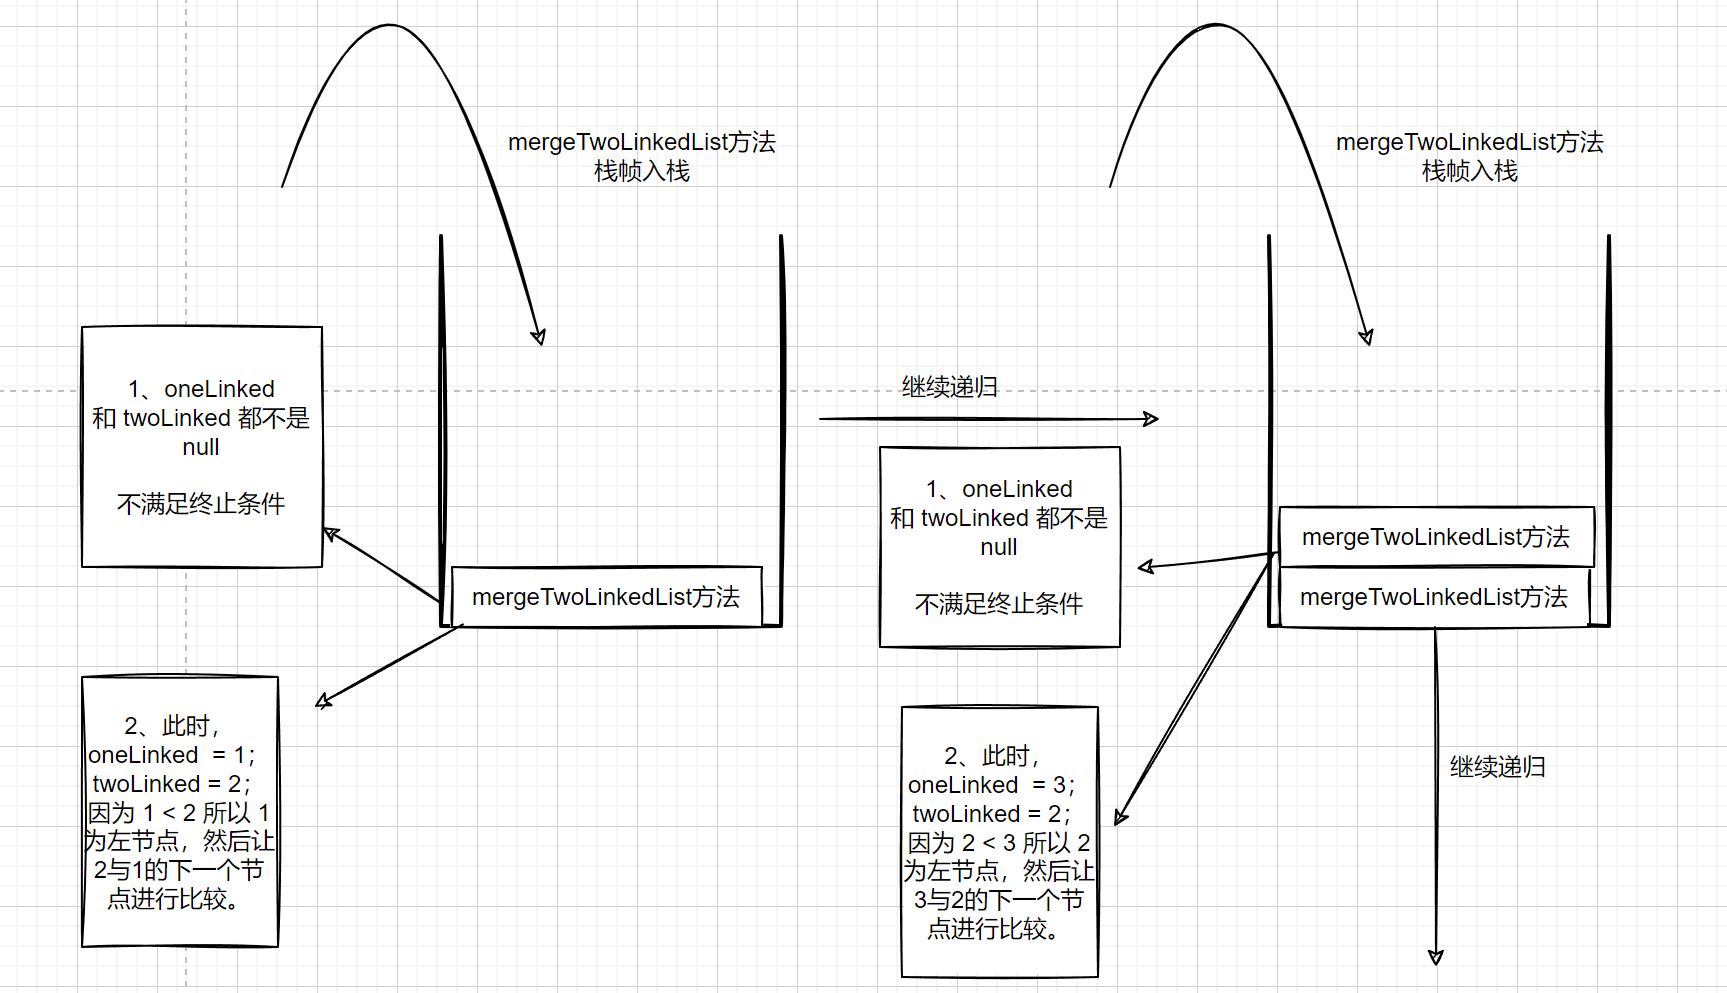 mergeTwoLinkedList方法
栈帧入栈
1、oneLinked
和 twoLinked 都不是
null
不满足终止条件
mergeTwoLinkedList方法
2、此时，
oneLinked  = 1；
twoLinked = 2；
因为 1 < 2 所以 1
为左节点，然后让
2与1的下一个节
点进行比较。
继续递归
mergeTwoLinkedList方法
栈帧入栈
1、oneLinked
和 twoLinked 都不是
null
不满足终止条件
mergeTwoLinkedList方法
mergeTwoLinkedList方法
2、此时，
oneLinked  = 3；
twoLinked = 2；
因为 2 < 3 所以 2
为左节点，然后让
3与2的下一个节
点进行比较。
继续递归